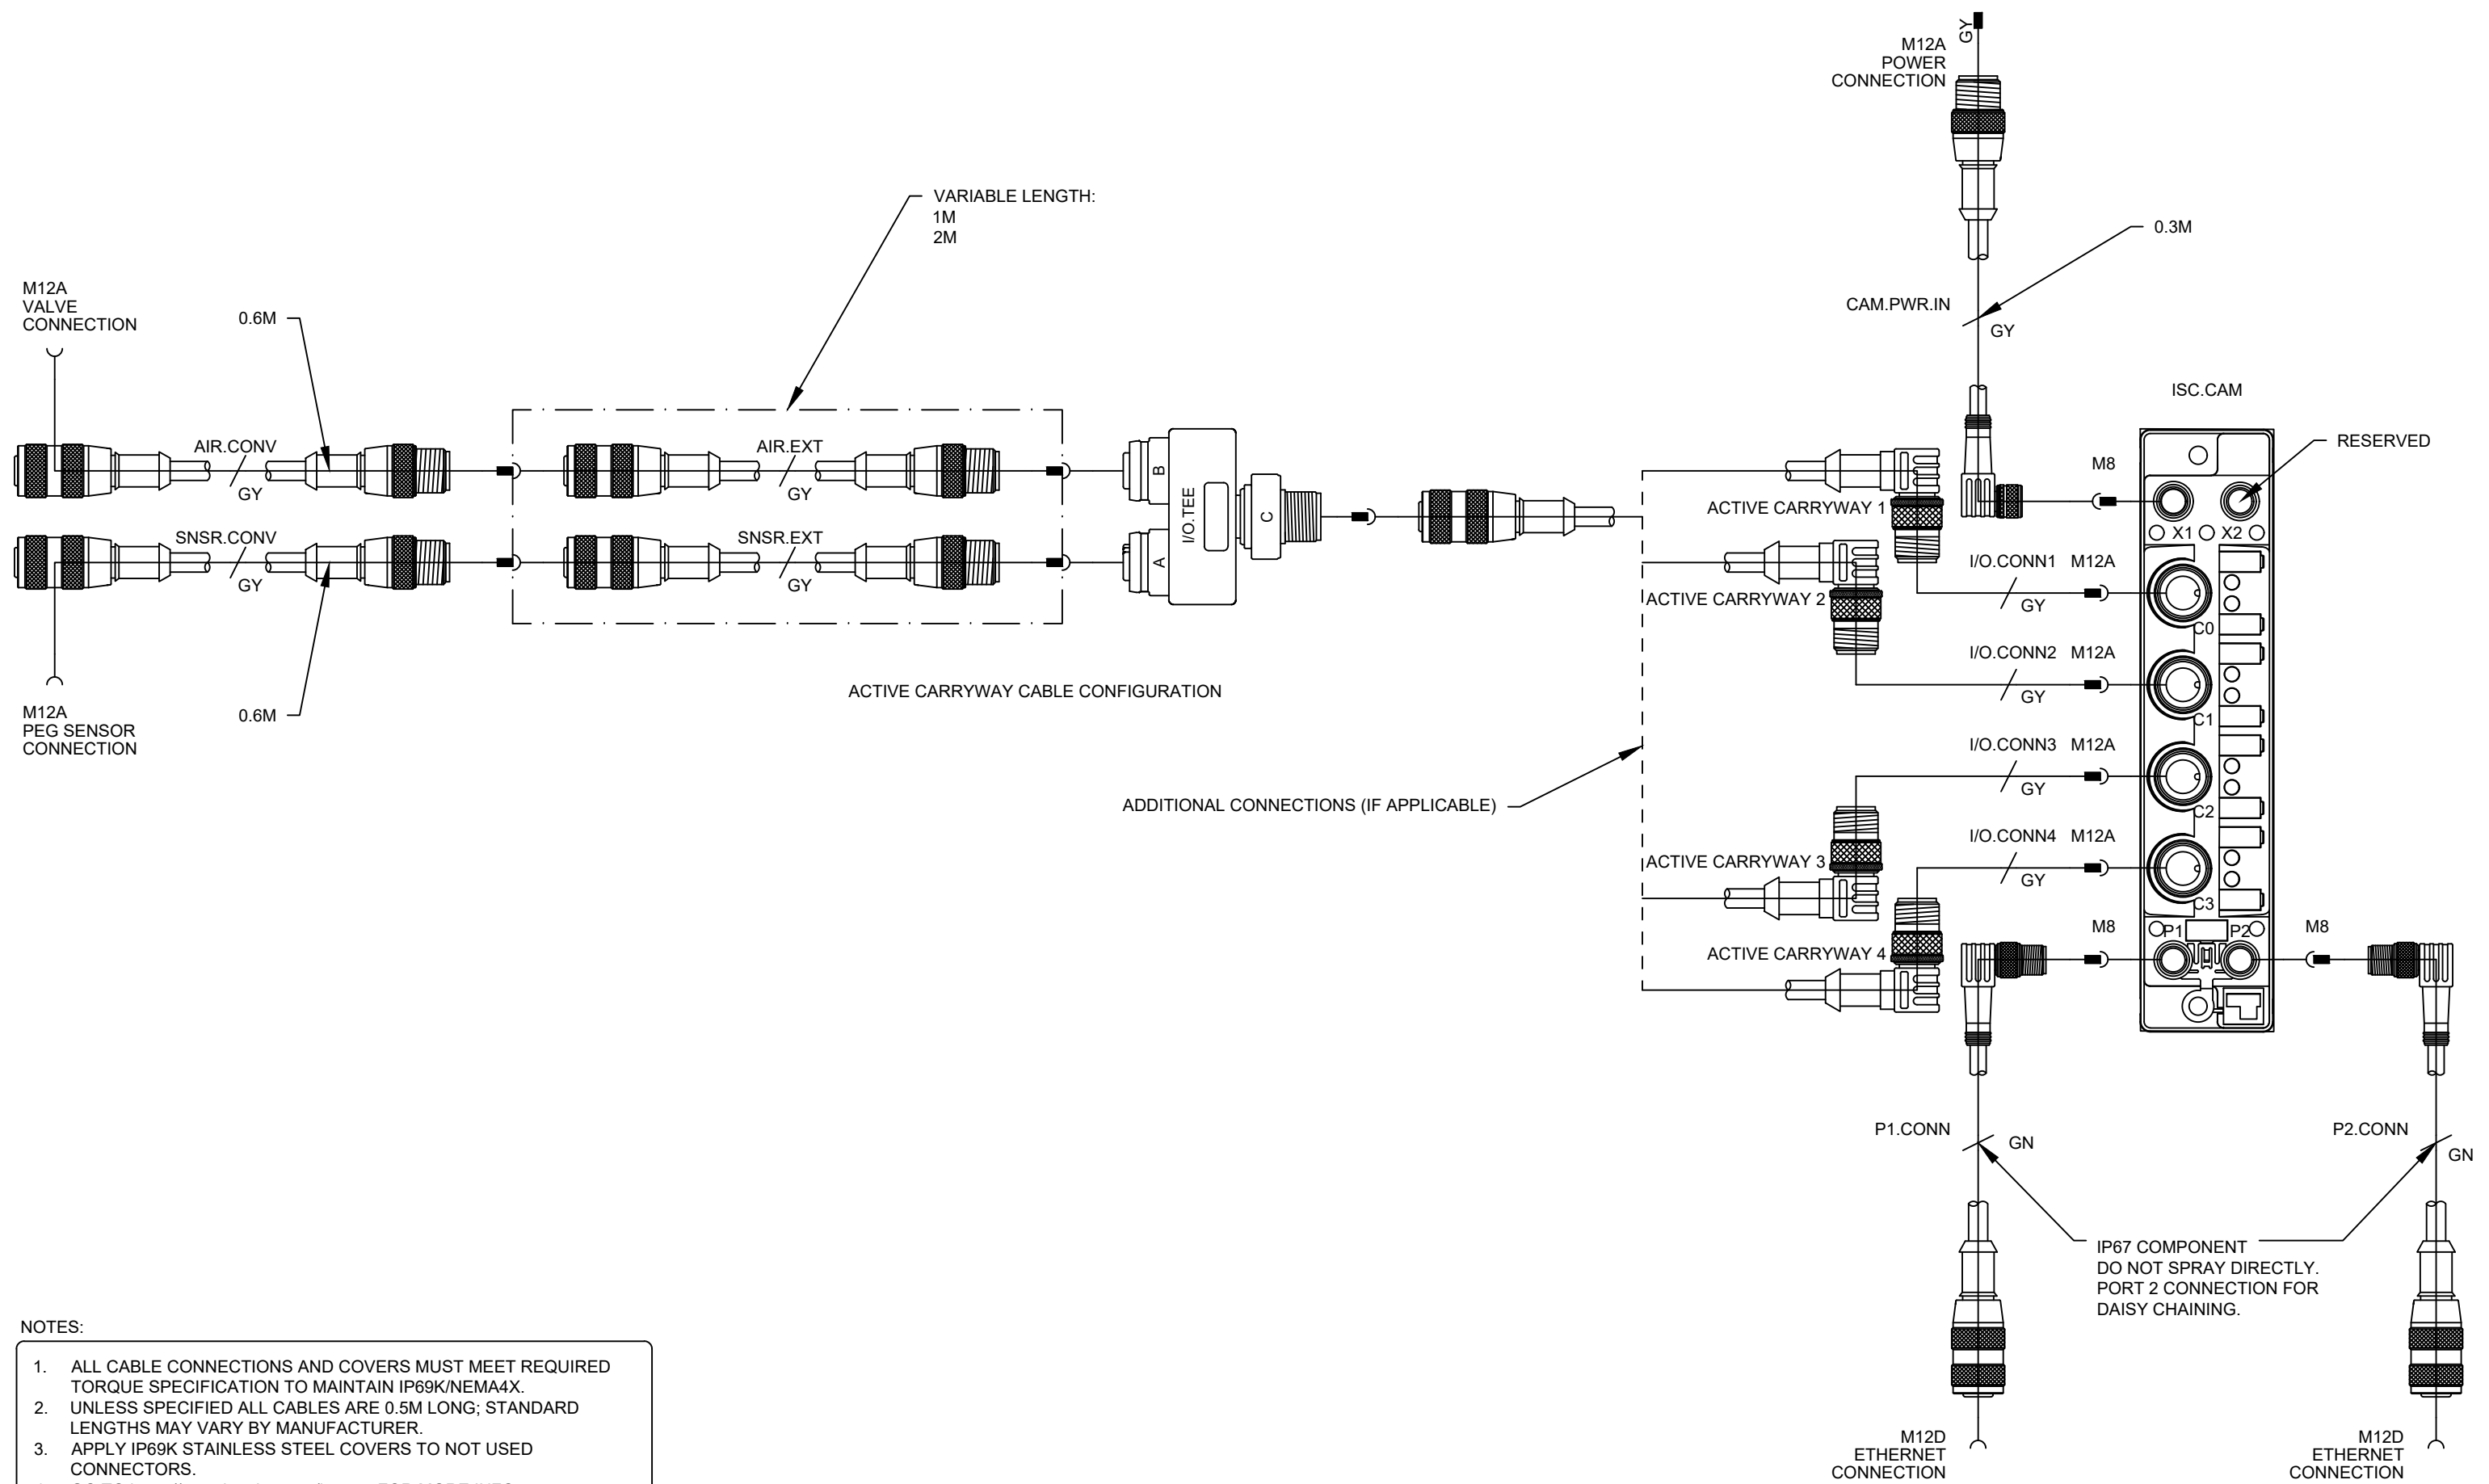 M12A
POWER
CONNECTION
GY
VARIABLE LENGTH:
1M
2M
0.3M
M12A
VALVE
CONNECTION
0.6M
CAM.PWR.IN
GY
ISC.CAM
RESERVED
AIR.CONV
GY
AIR.EXT
GY
B
I/O.TEE
C
A
M8
ACTIVE CARRYWAY 1
X1
X2
SNSR.CONV
GY
SNSR.EXT
GY
I/O.CONN1 M12A
GY
ACTIVE CARRYWAY 2
C0
I/O.CONN2 M12A
GY
C1
M12A
PEG SENSOR
CONNECTION
0.6M
ACTIVE CARRYWAY CABLE CONFIGURATION
I/O.CONN3 M12A
GY
C2
ADDITIONAL CONNECTIONS (IF APPLICABLE)
I/O.CONN4 M12A
GY
ACTIVE CARRYWAY 3
C3
ACTIVE CARRYWAY 4
M8
P1
P2
M8
P1.CONN
GN
P2.CONN
GN
IP67 COMPONENT
DO NOT SPRAY DIRECTLY.
PORT 2 CONNECTION FOR
DAISY CHAINING.
M12D
ETHERNET
CONNECTION
M12D
ETHERNET
CONNECTION
NOTES:
1. ALL CABLE CONNECTIONS AND COVERS MUST MEET REQUIRED
TORQUE SPECIFICATION TO MAINTAIN IP69K/NEMA4X.
2. UNLESS SPECIFIED ALL CABLES ARE 0.5M LONG; STANDARD
LENGTHS MAY VARY BY MANUFACTURER.
3. APPLY IP69K STAINLESS STEEL COVERS TO NOT USED
CONNECTORS.